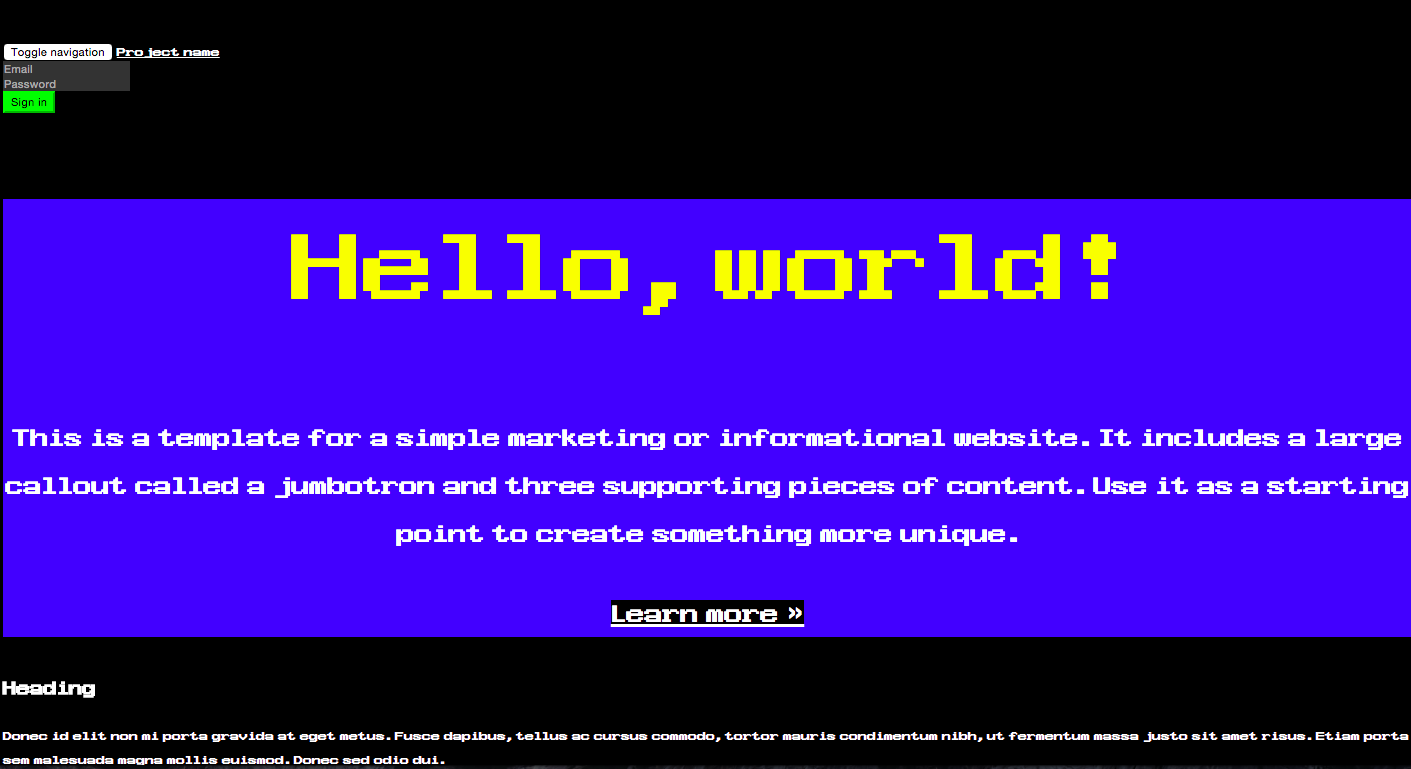 Toggle navigation Project name
Email
Password
Sign in
Hello, world!
This is a template for a simple marketing or informational website. It includes a large
callout called a jumbotron and three supporting pieces of content. Use it as a starting
point to create something more unique.
Learn more »
Heading
Donec id elit non mi porta gravida at eget metus. Fusce dapibus, tellus ac cursus commodo, tortor mauris condimentum nibh, ut fermentum massa justo sit amet risus. Etiam porta
sem malesuada magna mollis euismod. Donec sed odio dui.